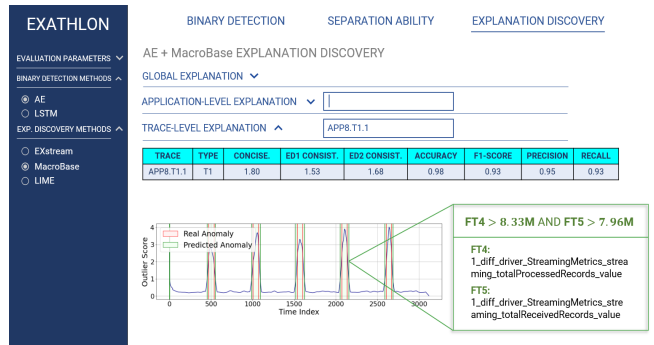 EXATHLON
BINARY DETECTION
SEPARATION ABILITY
EXPLANATION DISCOVERY
EVALUATION PARAMETERS
BINARY DETECTION METHODS
AE
LSTM
EXP. DISCOVERY METHODS
EXstream
MacroBase
LIME
AE + MacroBase EXPLANATION DISCOVERY
GLOBAL EXPLANATION
APPLICATION-LEVEL EXPLANATION
TRACE-LEVEL EXPLANATION
APP8.T1.1
TRACE TYPE CONCISE. ED1 CONSIST. ED2 CONSIST. ACCURACY F1-SCORE PRECISION RECALL
APP8.T1.1 T1 1.80 1.53 1.68 0.98 0.93 0.95 0.93
Outlier Score
4
3
2
1
0
Real Anomaly
Predicted Anomaly
0 500 1000 1500 2000 2500 3000
Time Index
FT4 > 8.33M AND FT5 > 7.96M
FT4:
1_diff_driver_StreamingMetrics_strea
ming_totalProcessedRecords_value
FT5:
1_diff_driver_StreamingMetrics_stre
aming_totalReceivedRecords_value